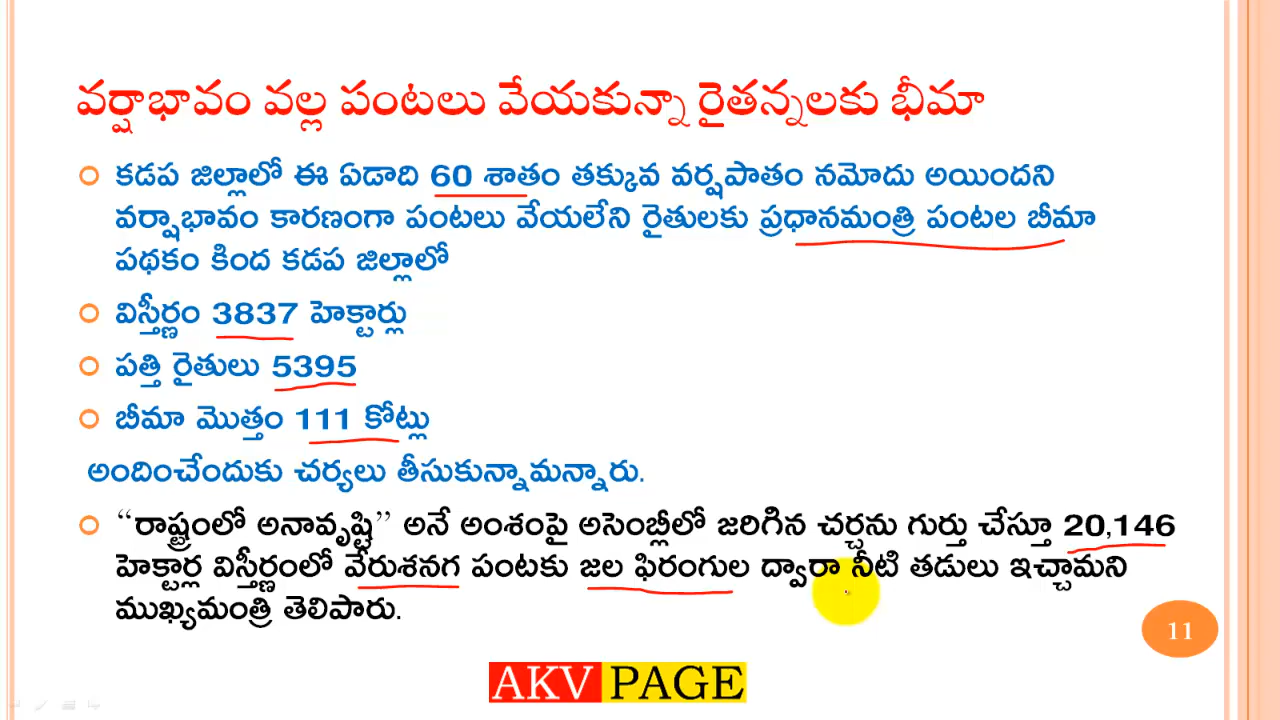 వర్షాభావం వల్ల పంటలు వేయకున్నా రైతన్నలకు భీమా
కడప జిల్లాలో ఈ ఏడాది 60 శాతం తక్కువ వర్షపాతం నమోదు అయిందని
వర్షాభావం కారణంగా పంటలు వేయలేని రైతులకు ప్రధానమంత్రి పంటల బీమా
పథకం కింద కడప జిల్లాలో
విస్తీర్ణం 3837 హెక్టార్లు
పత్తి రైతులు 5395
బీమా మొత్తం 111 కోట్లు
అందించేందుకు చర్యలు తీసుకున్నామన్నారు.
“రాష్ట్రంలో అనావృష్టి” అనే అంశంపై అసెంబ్లీలో జరిగిన చర్చను గుర్తు చేస్తూ 20,146
హెక్టార్ల విస్తీర్ణంలో వేరుశనగ పంటకు జల ఫిరంగుల ద్వారా నీటి తడులు ఇచ్చామని
ముఖ్యమంత్రి తెలిపారు.
11
AKV PAGE